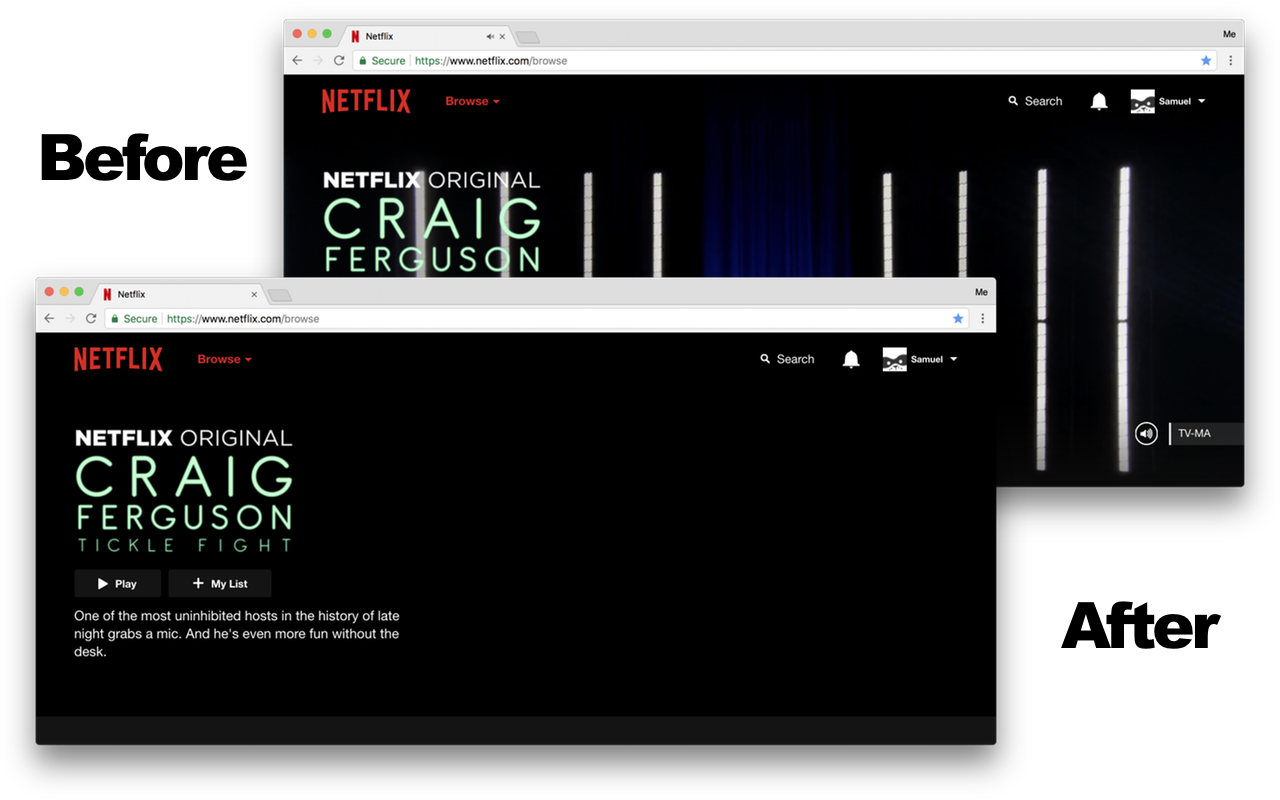 Before
Netflix
Me
Secure https://www.netflix.com/browse
NETFLIX Browse Search Samuel
NETFLIX ORIGINAL
CRAIG
FERGUSON
TV-MA
Netflix
Me
Secure https://www.netflix.com/browse
NETFLIX Browse Search Samuel
NETFLIX ORIGINAL
CRAIG
FERGUSON
TICKLE FIGHT
Play My List
One of the most uninhibited hosts in the history of late
night grabs a mic. And he's even more fun without the
desk.
After